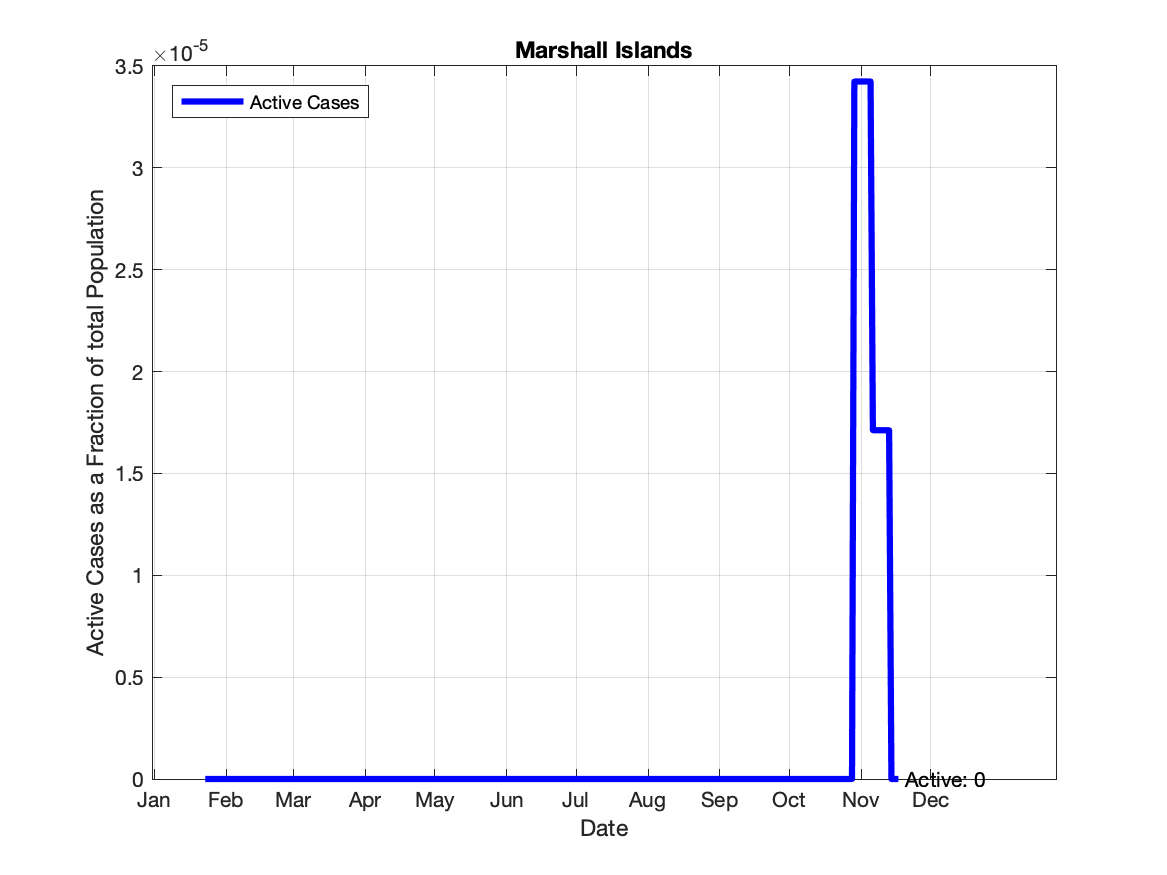 Marshall Islands
×10-5
3.5
3
2.5
2
1.5
1
0.5
0
Active Cases as a Fraction of total Population
Active Cases
Active: 0
Jan Feb Mar Apr May Jun Jul Aug Sep Oct Nov Dec
Date